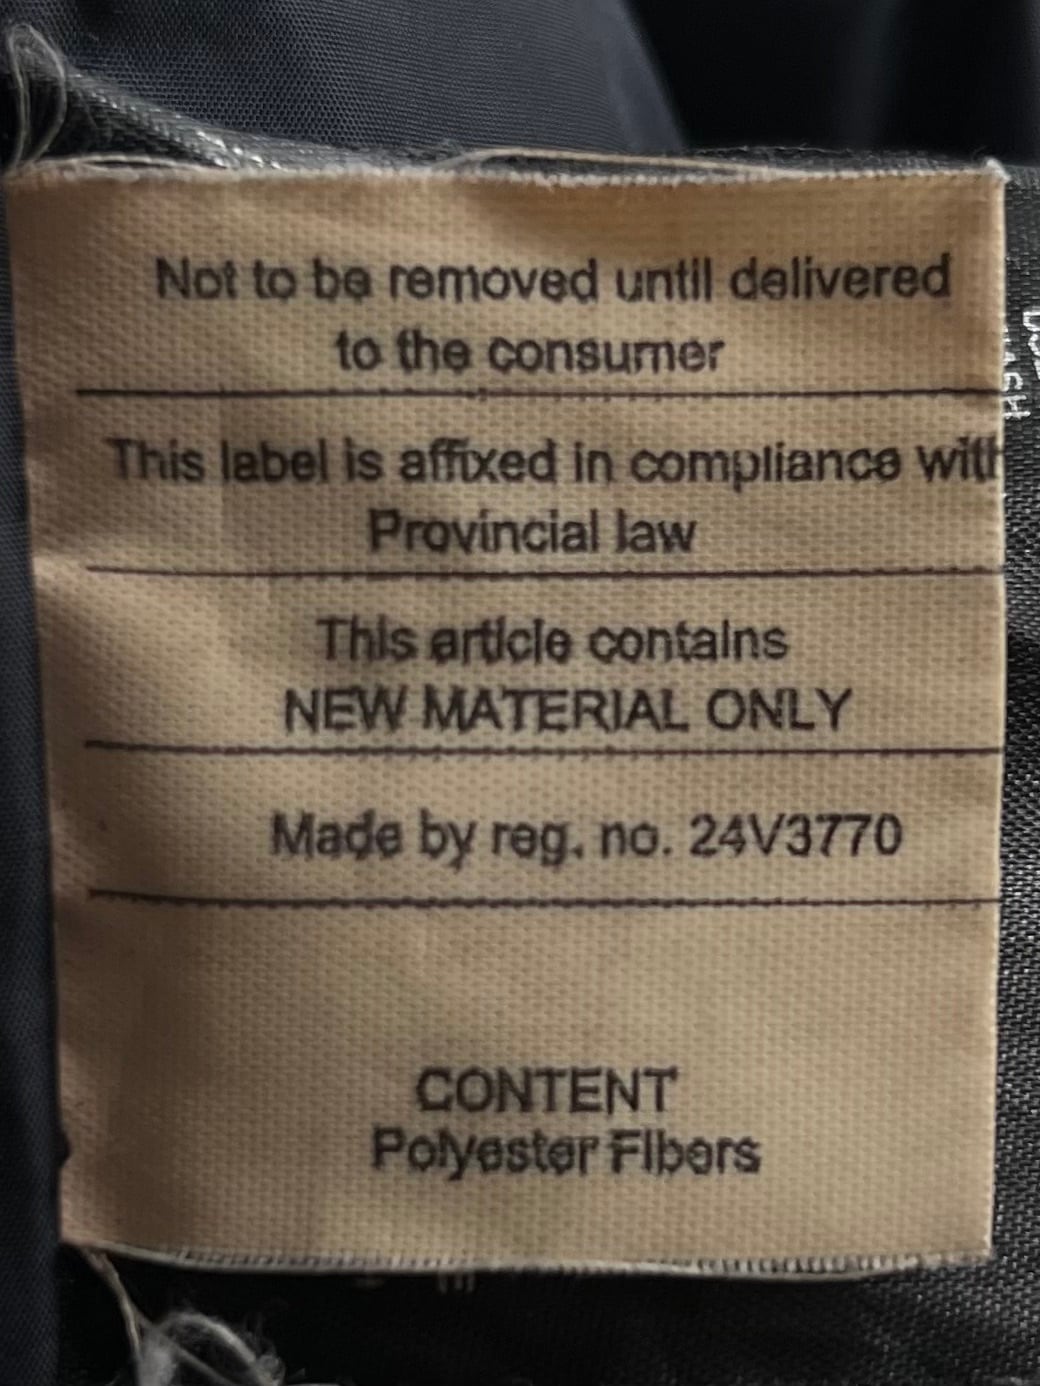 Not to be removed until delivered
to the consumer
This label is affixed in compliance with
Provincial law
This article contains
NEW MATERIAL ONLY
Made by reg. no. 24V3770
CONTENT
Polyester Fibers